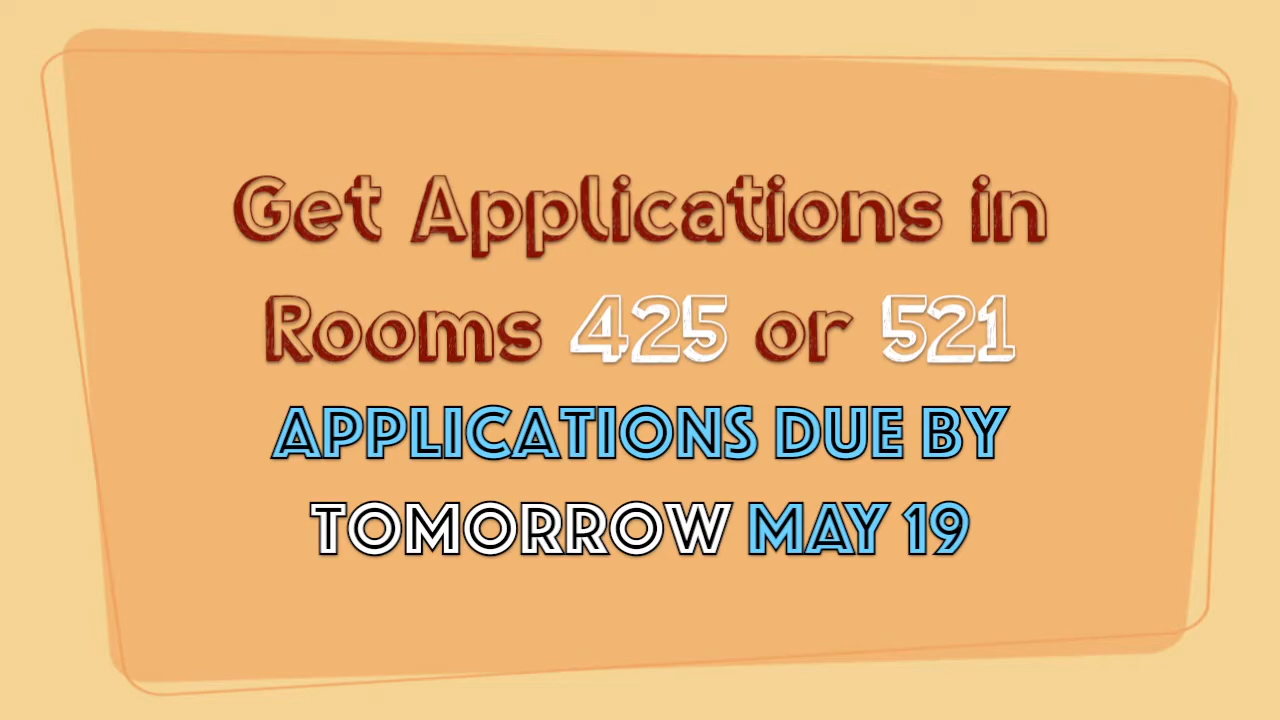 Get Applications in
Rooms 425 or 521
APPLICATIONS DUE BY
TOMORROW MAY 19